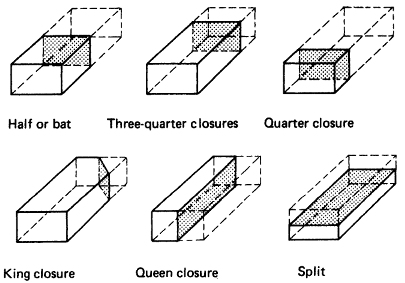 Half or bat
Three-quarter closures
Quarter closure
King closure
Queen closure
Split